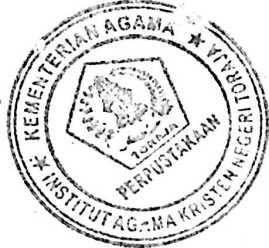 KEMENTERIAN AGAMA
TORAJA
PERPUSTAKAAN
INSTITUT AGAMA KRISTEN NEGERI TORAJA